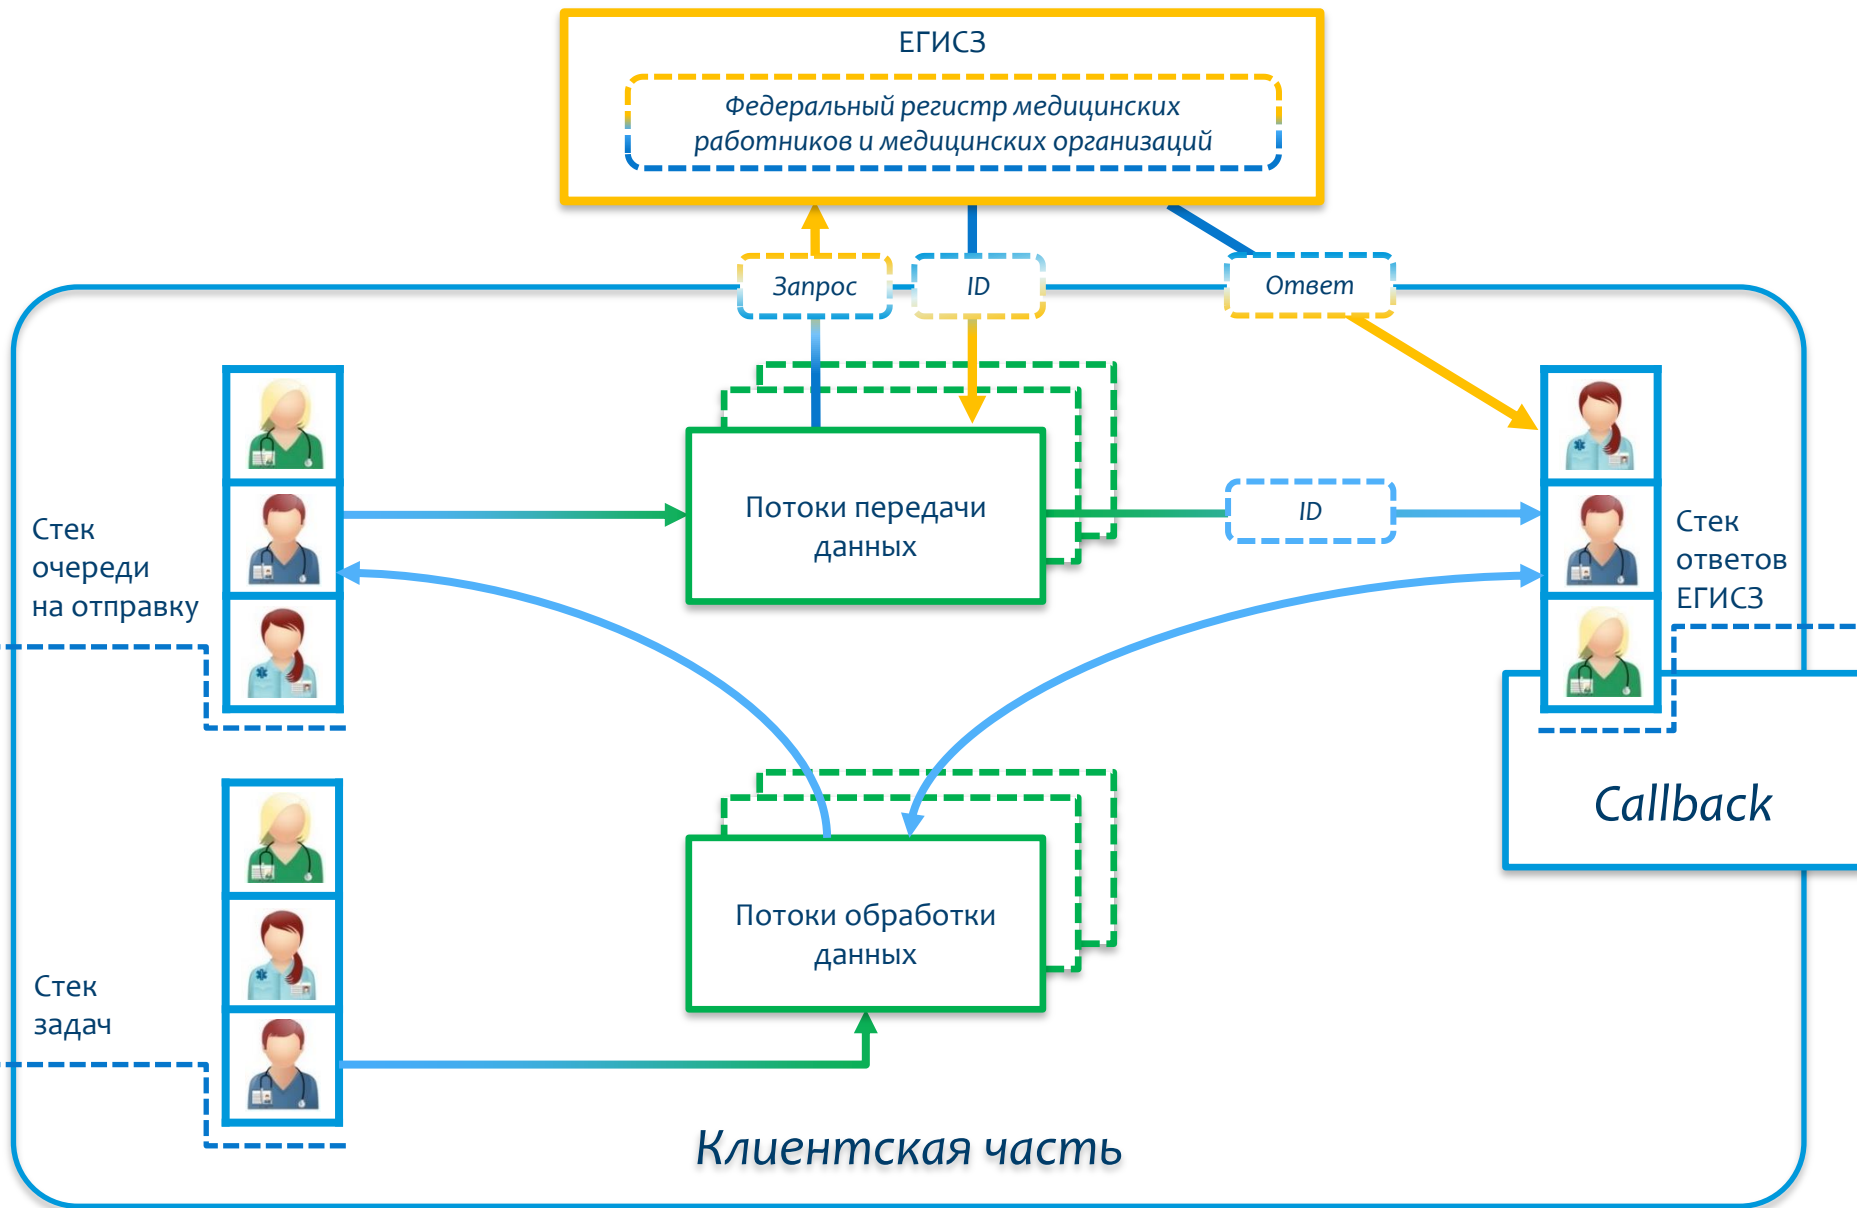 ЕГИСЗ
Федеральный регистр медицинских
работников и медицинских организаций
Запрос
ID
Ответ
Потоки передачи
данных
ID
Стек
очереди
на отправку
Стек
ответов
ЕГИСЗ
Callback
Потоки обработки
данных
Стек
задач
Клиентская часть